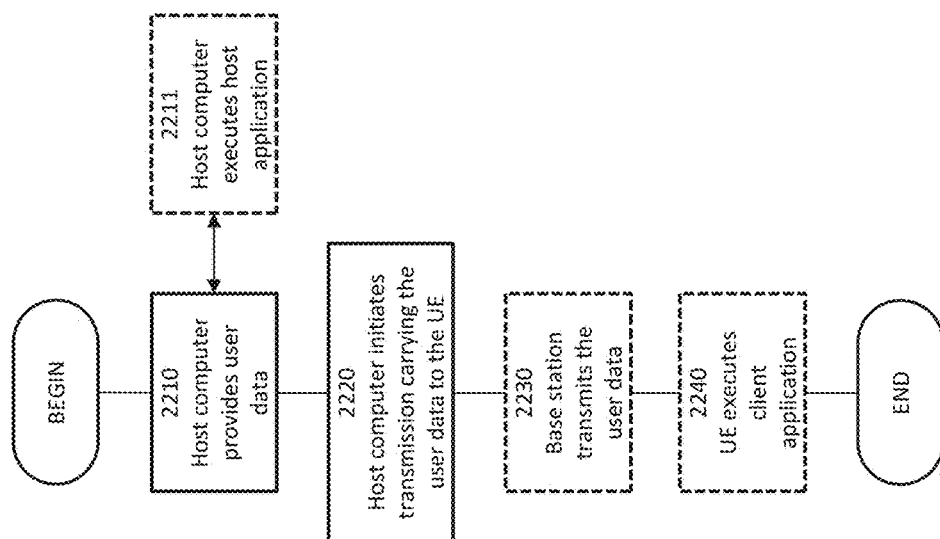 BEGIN
2210
Host computer
provides user
data
2211
Host computer
executes host
application
2220
Host computer initiates
transmission carrying the
user data to the UE
2230
Base station
transmits the
user data
2240
UE executes
client
application
END